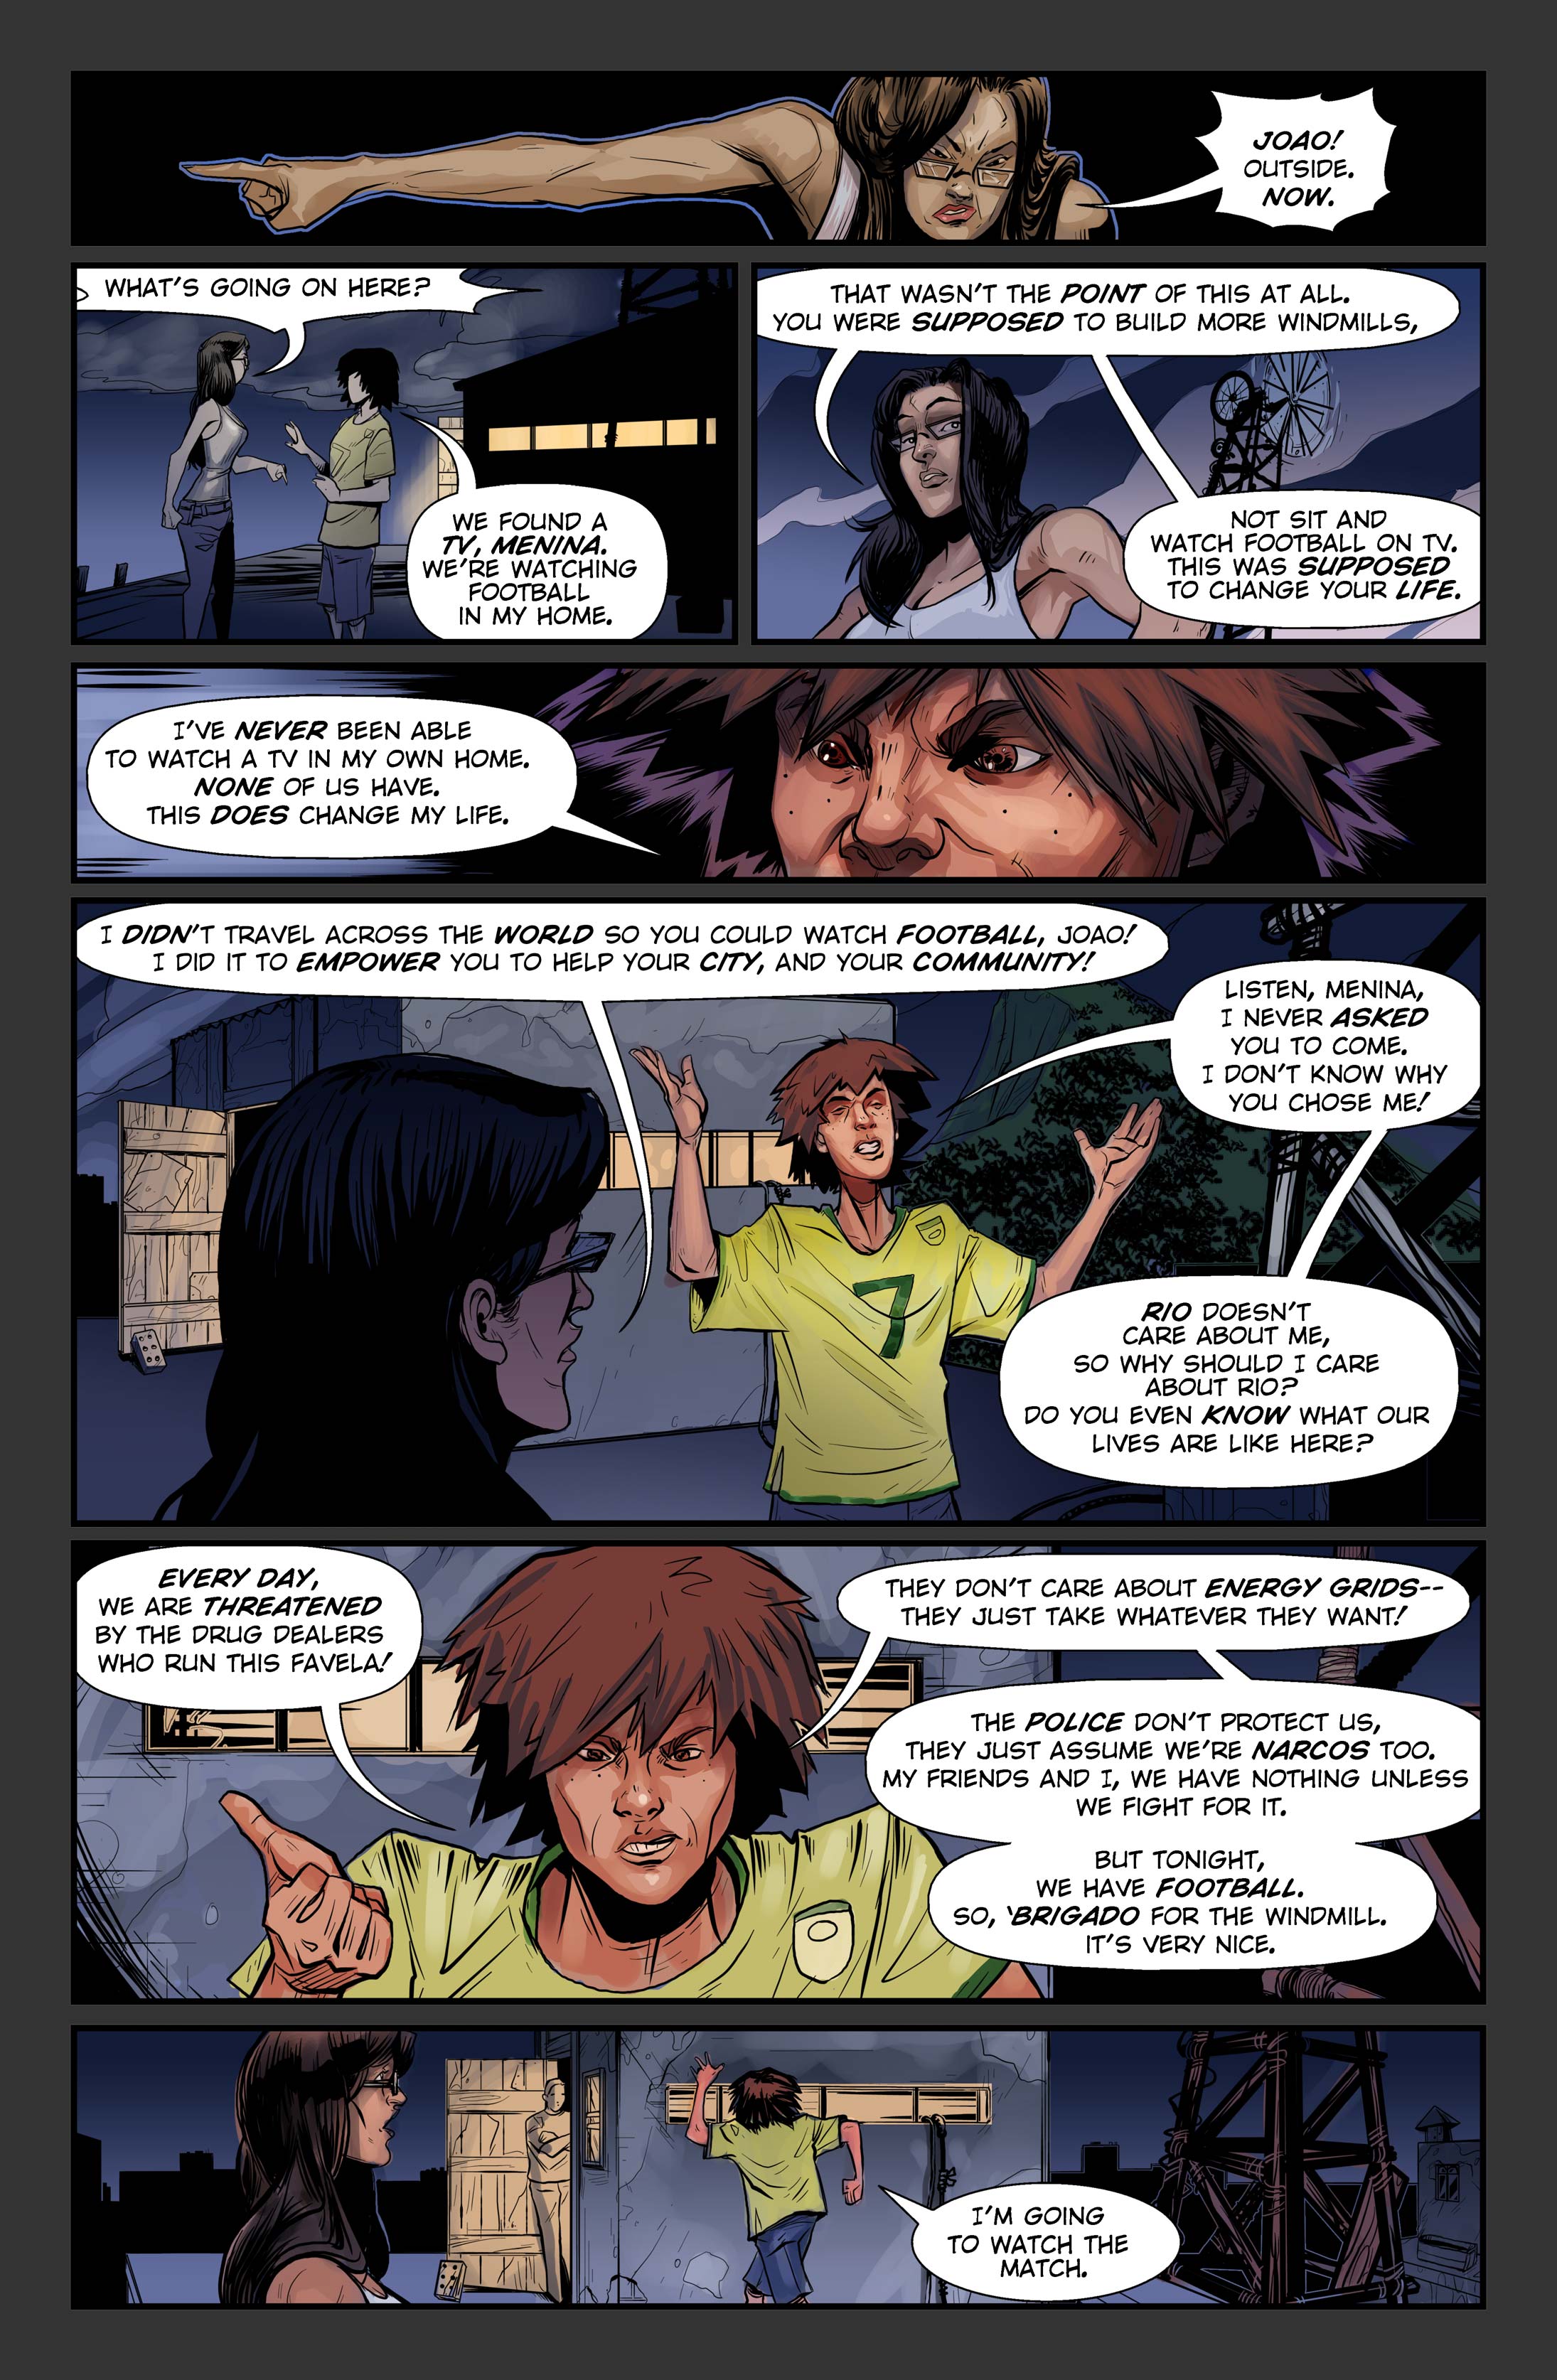 JOAO!
OUTSIDE.
NOW.
WHAT'S GOING ON HERE?
WE FOUND A
TV, MENINA.
WE'RE WATCHING
FOOTBALL
IN MY HOME.
THAT WASN'T THE POINT OF THIS AT ALL.
YOU WERE SUPPOSED TO BUILD MORE WINDMILLS,
NOT SIT AND
WATCH FOOTBALL ON TV.
THIS WAS SUPPOSED
TO CHANGE YOUR LIFE.
I'VE NEVER BEEN ABLE
TO WATCH A TV IN MY OWN HOME.
NONE OF US HAVE.
THIS DOES CHANGE MY LIFE.
I DIDN'T TRAVEL ACROSS THE WORLD SO YOU COULD WATCH FOOTBALL, JOAO!
I DID IT TO EMPOWER YOU TO HELP YOUR CITY, AND YOUR COMMUNITY!
LISTEN, MENINA,
I NEVER ASKED
YOU TO COME.
I DON'T KNOW WHY
YOU CHOSE ME!
7
RIO DOESN'T
CARE ABOUT ME,
SO WHY SHOULD I CARE
ABOUT RIO?
DO YOU EVEN KNOW WHAT OUR
LIVES ARE LIKE HERE?
EVERY DAY,
WE ARE THREATENED
BY THE DRUG DEALERS
WHO RUN THIS FAVELA!
THEY DON'T CARE ABOUT ENERGY GRIDS--
THEY JUST TAKE WHATEVER THEY WANT!
THE POLICE DON'T PROTECT US,
THEY JUST ASSUME WE'RE NARCOS TOO.
MY FRIENDS AND I, WE HAVE NOTHING UNLESS
WE FIGHT FOR IT.
BUT TONIGHT,
WE HAVE FOOTBALL.
SO, 'BRIGADO FOR THE WINDMILL.
IT'S VERY NICE.
I'M GOING
TO WATCH THE
MATCH.